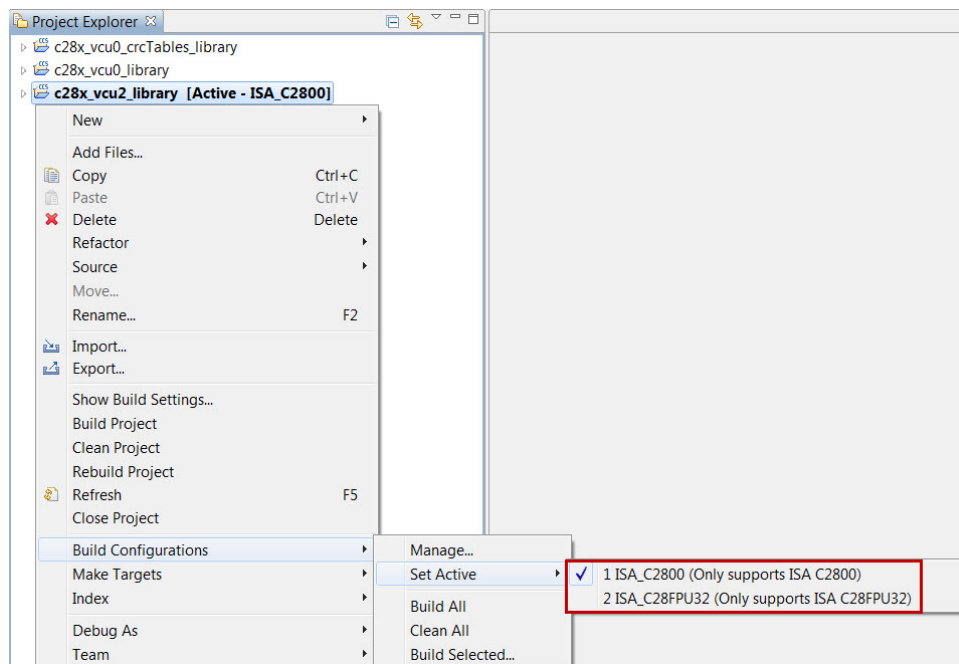 Project Explorer
c28x_vcu0_crcTables_library
c28x_vcu0_library
c28x_vcu2_library [Active - ISA_C2800]
New
Add Files...
Copy Ctrl+C
Paste Ctrl+V
Delete Delete
Refactor
Source
Move...
Rename... F2
Import...
Export...
Show Build Settings...
Build Project
Clean Project
Rebuild Project
Refresh F5
Close Project
Build Configurations
Make Targets
Index
Debug As
Team
Manage...
Set Active
Build All
Clean All
Build Selected...
1 ISA_C2800 (Only supports ISA C2800)
2 ISA_C28FPU32 (Only supports ISA C28FPU32)